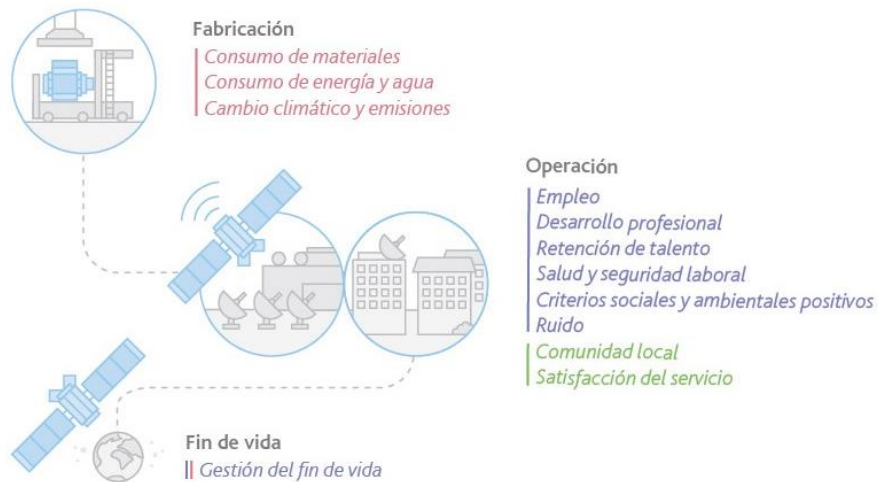 Fabricación
Consumo de materiales
Consumo de energía y agua
Cambio climático y emisiones
Operación
Empleo
Desarrollo profesional
Retención de talento
Salud y seguridad laboral
Criterios sociales y ambientales positivos
Ruido
Comunidad local
Satisfacción del servicio
Fin de vida
Gestión del fin de vida